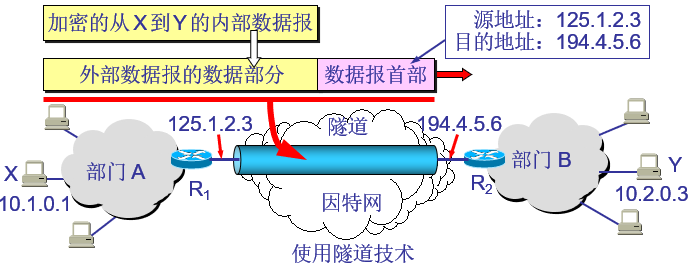 加密的从 X 到 Y 的内部数据报
源地址：125.1.2.3
目的地址：194.4.5.6
外部数据报的数据部分
数据报首部
125.1.2.3
隧道
194.4.5.6
部门 A
部门 B
X
Y
R1
R2
10.1.0.1
10.2.0.3
因特网
使用隧道技术